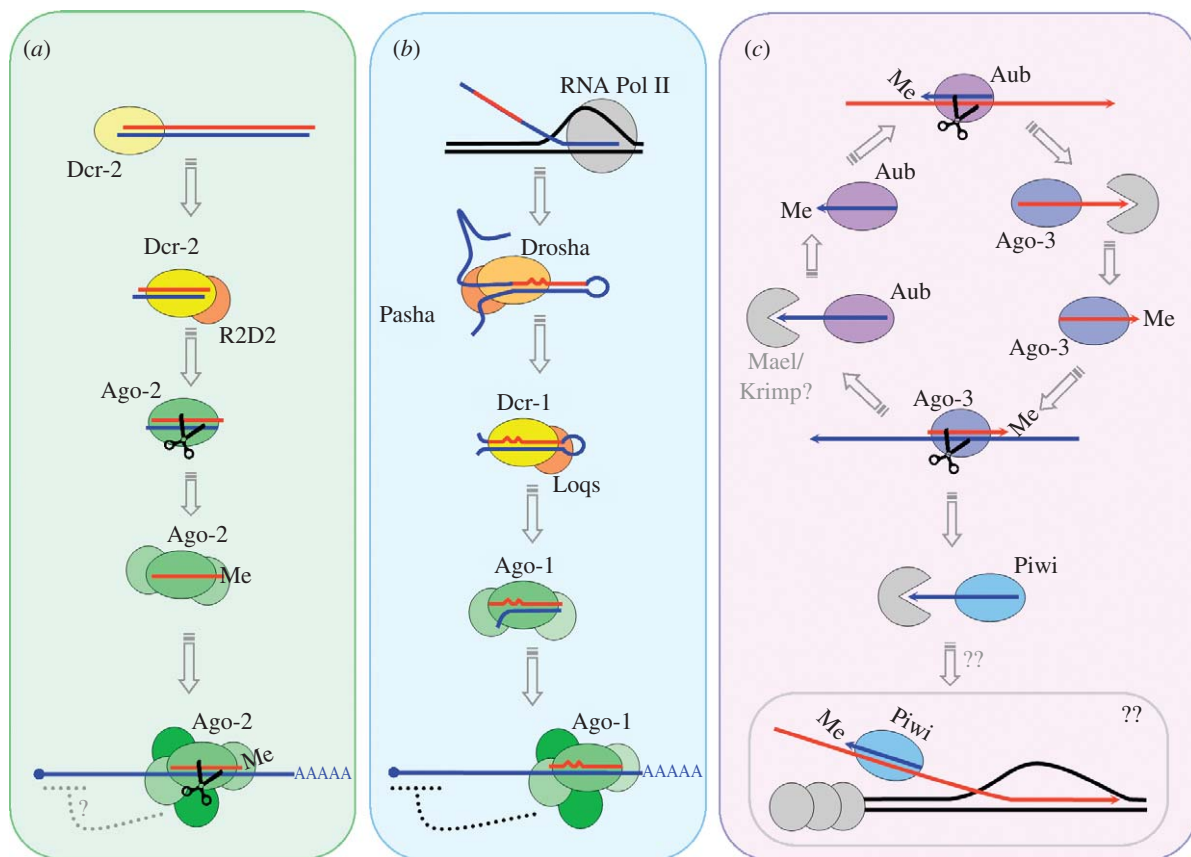 (a)
Dcr-2
Dcr-2
R2D2
Ago-2
Ago-2
Me
Ago-2
Me
AAAAA
?
(b)
RNA Pol II
Drosha
Pasha
Dcr-1
Loqs
Ago-1
Ago-1
AAAAA
(c)
Me
Aub
Aub
Me
Ago-3
Aub
Me
Ago-3
Mael/
Krimp?
Ago-3
Me
Piwi
??
??
Me
Piwi